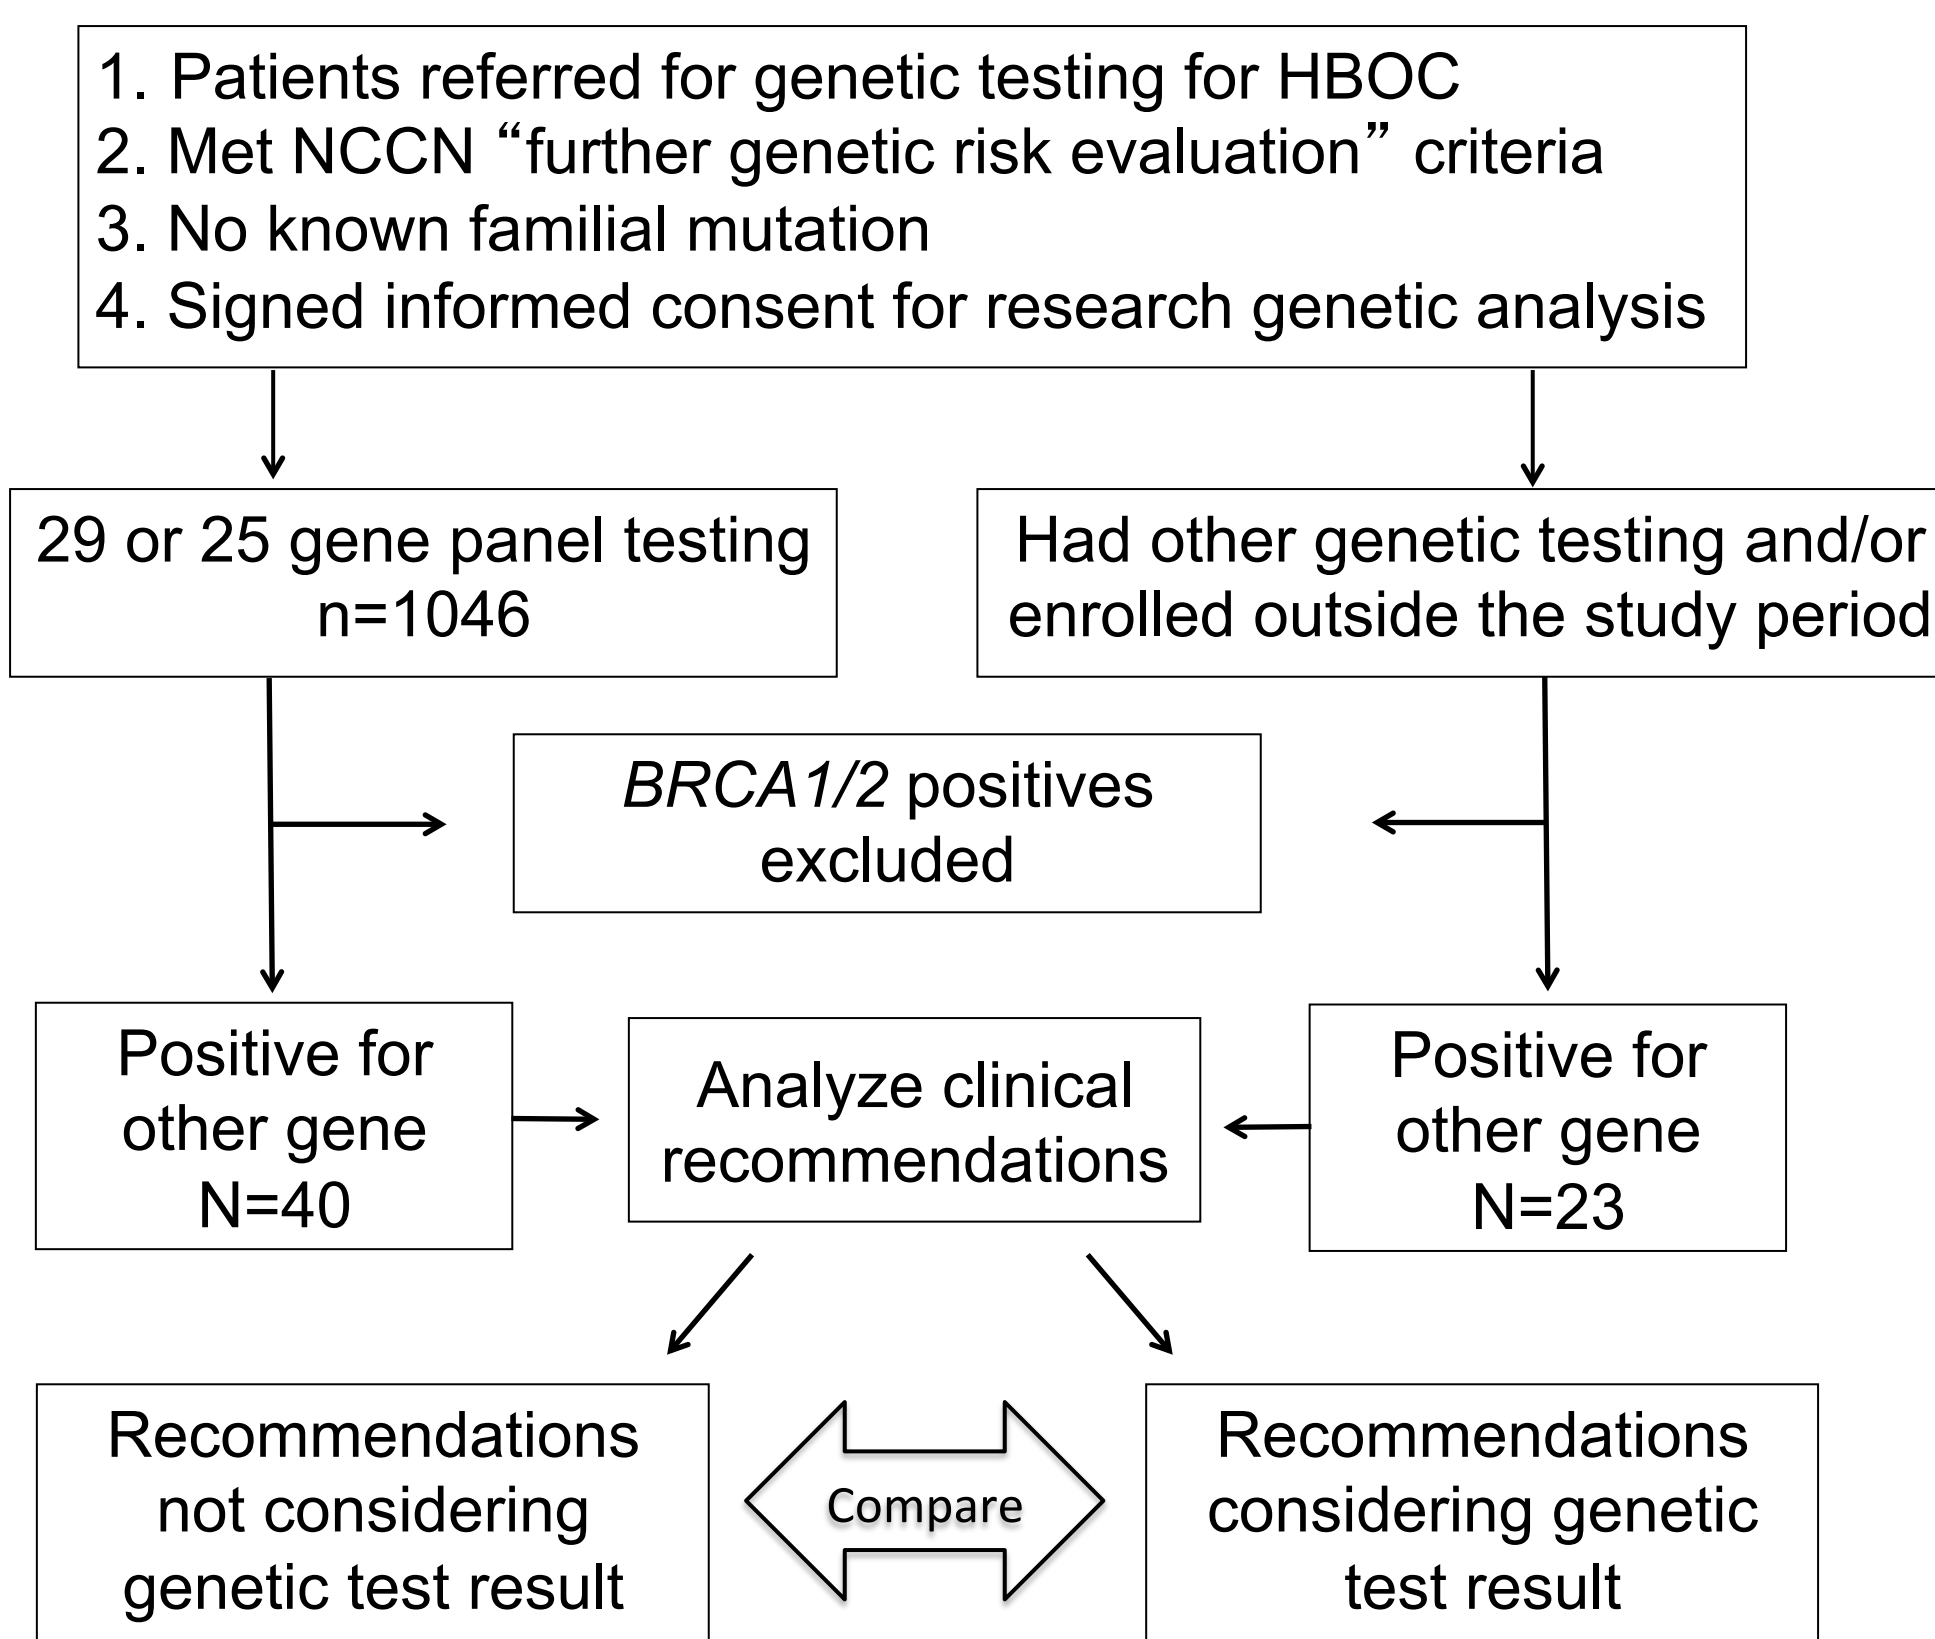 1. Patients referred for genetic testing for HBOC
2. Met NCCN “further genetic risk evaluation” criteria
3. No known familial mutation
4. Signed informed consent for research genetic analysis
29 or 25 gene panel testing
n=1046
Had other genetic testing and/or
enrolled outside the study period
BRCA1/2 positives
excluded
Positive for
other gene
N=40
Analyze clinical
recommendations
Positive for
other gene
N=23
Recommendations
not considering
genetic test result
Compare
Recommendations
considering genetic
test result